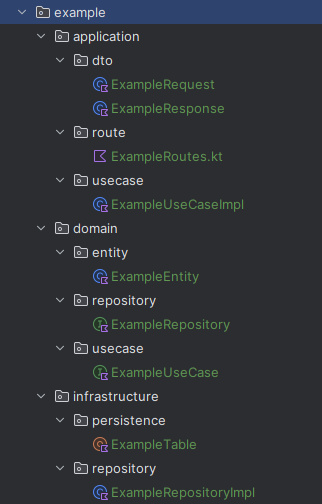 example
application
dto
ExampleRequest
ExampleResponse
route
ExampleRoutes.kt
usecase
ExampleUseCaseImpl
domain
entity
ExampleEntity
repository
ExampleRepository
usecase
ExampleUseCase
infrastructure
persistence
ExampleTable
repository
ExampleRepositoryImpl